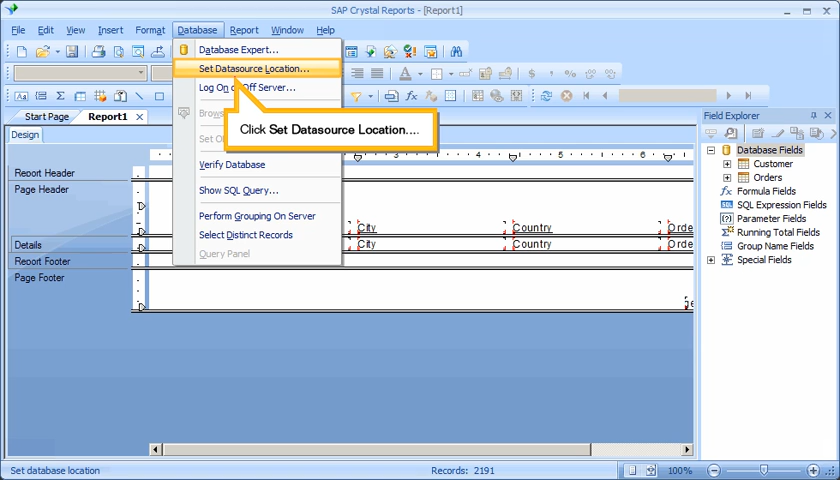 SAP Crystal Reports - [Report1]
File Edit View Insert Format Database Report Window Help
Database Expert...
Set Datasource Location...
Log On or Off Server...
Click Set Datasource Location....
Verify Database
Show SQL Query...
Perform Grouping On Server
Select Distinct Records
Query Panel
Start Page Report1
Design
3 4 5 6
Report Header
Page Header
City Country Orde
Details
City Country Orde
Report Footer
Page Footer
Field Explorer
Database Fields
Customer
Orders
Formula Fields
SQL Expression Fields
Parameter Fields
Running Total Fields
Group Name Fields
Special Fields
Set database location
Records: 2191
100%